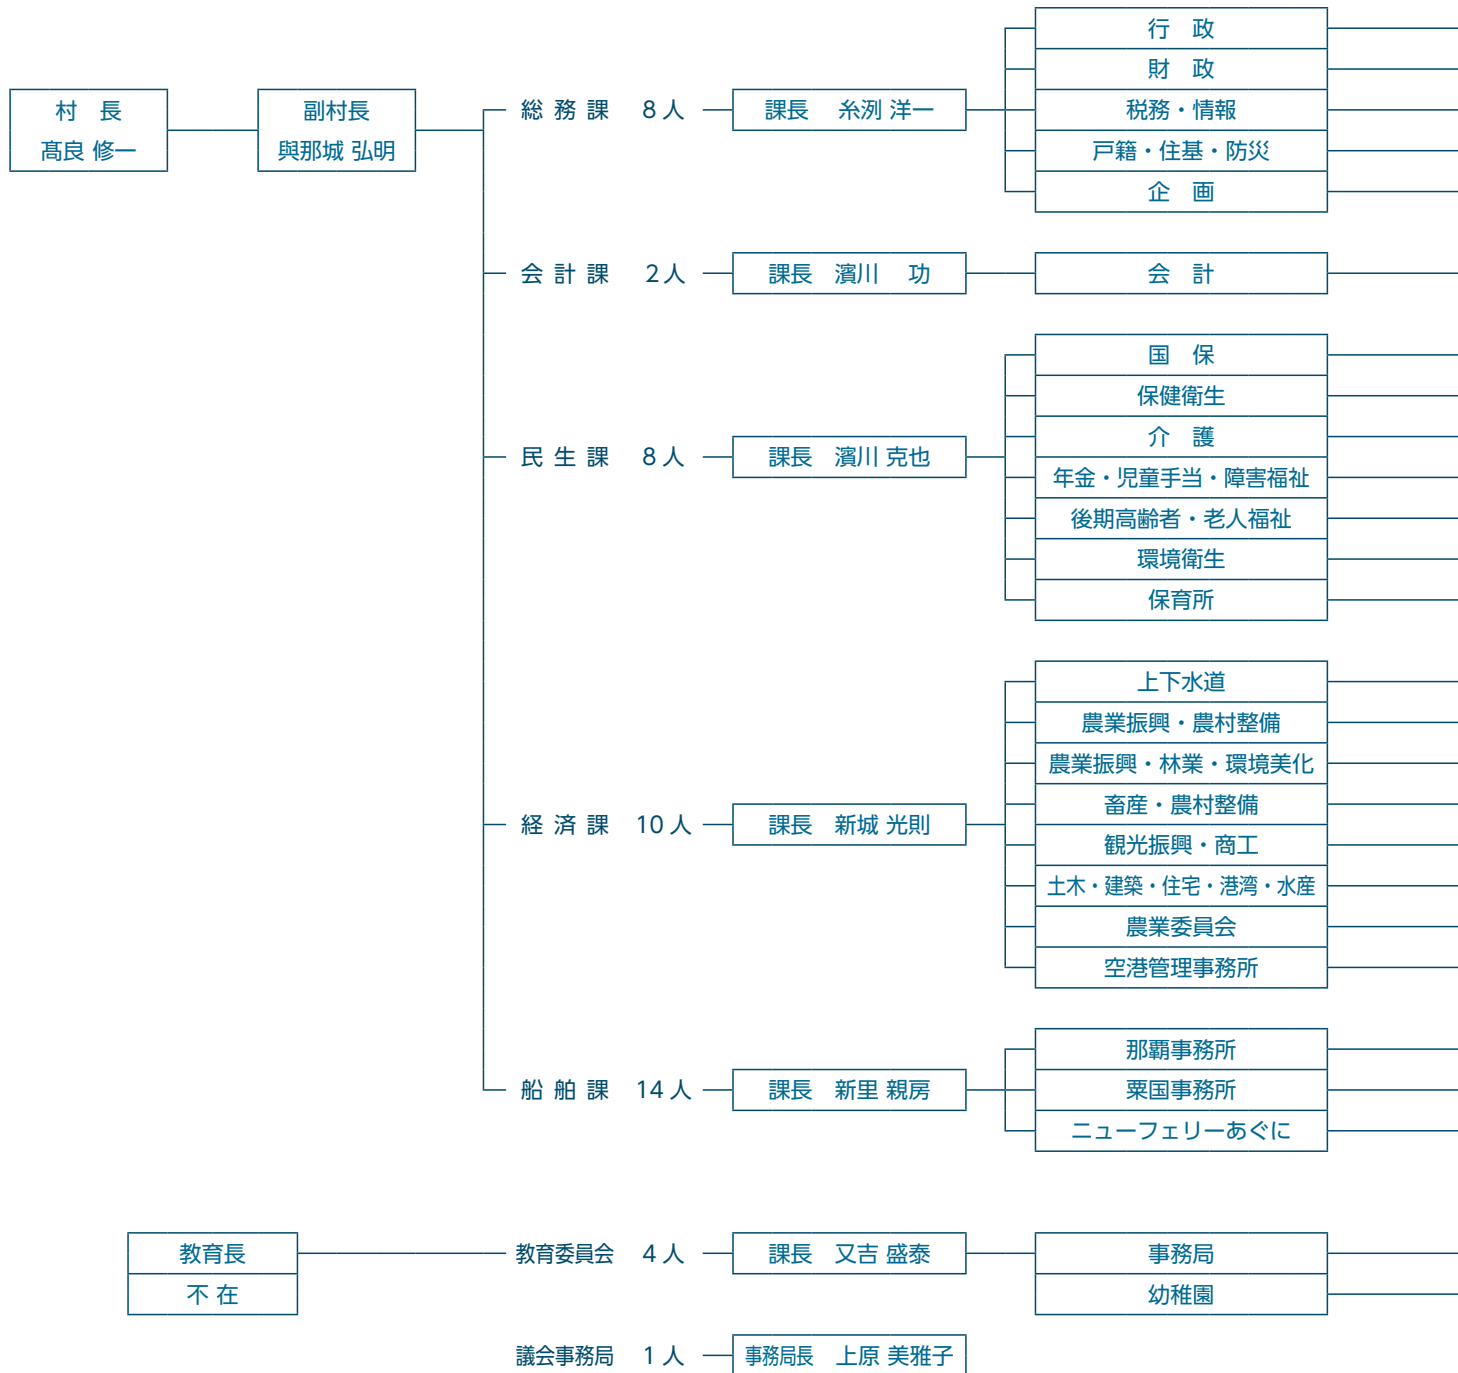 村　長
髙良 修一
副村長
與那城 弘明
総 務 課　8 人
課長　糸洌 洋一
行　政
財　政
税務・情報
戸籍・住基・防災
企　画
会 計 課　2 人
課長　濱川　功
会　計
民 生 課　8 人
課長　濱川 克也
国　保
保健衛生
介　護
年金・児童手当・障害福祉
後期高齢者・老人福祉
環境衛生
保育所
経 済 課　10 人
課長　新城 光則
上下水道
農業振興・農村整備
農業振興・林業・環境美化
畜産・農村整備
観光振興・商工
土木・建築・住宅・港湾・水産
農業委員会
空港管理事務所
船 舶 課　14 人
課長　新里 親房
那覇事務所
粟国事務所
ニューフェリーあぐに
教育長
不 在
教育委員会　4 人
課長　又吉 盛泰
事務局
幼稚園
議会事務局　1 人
事務局長　上原 美雅子